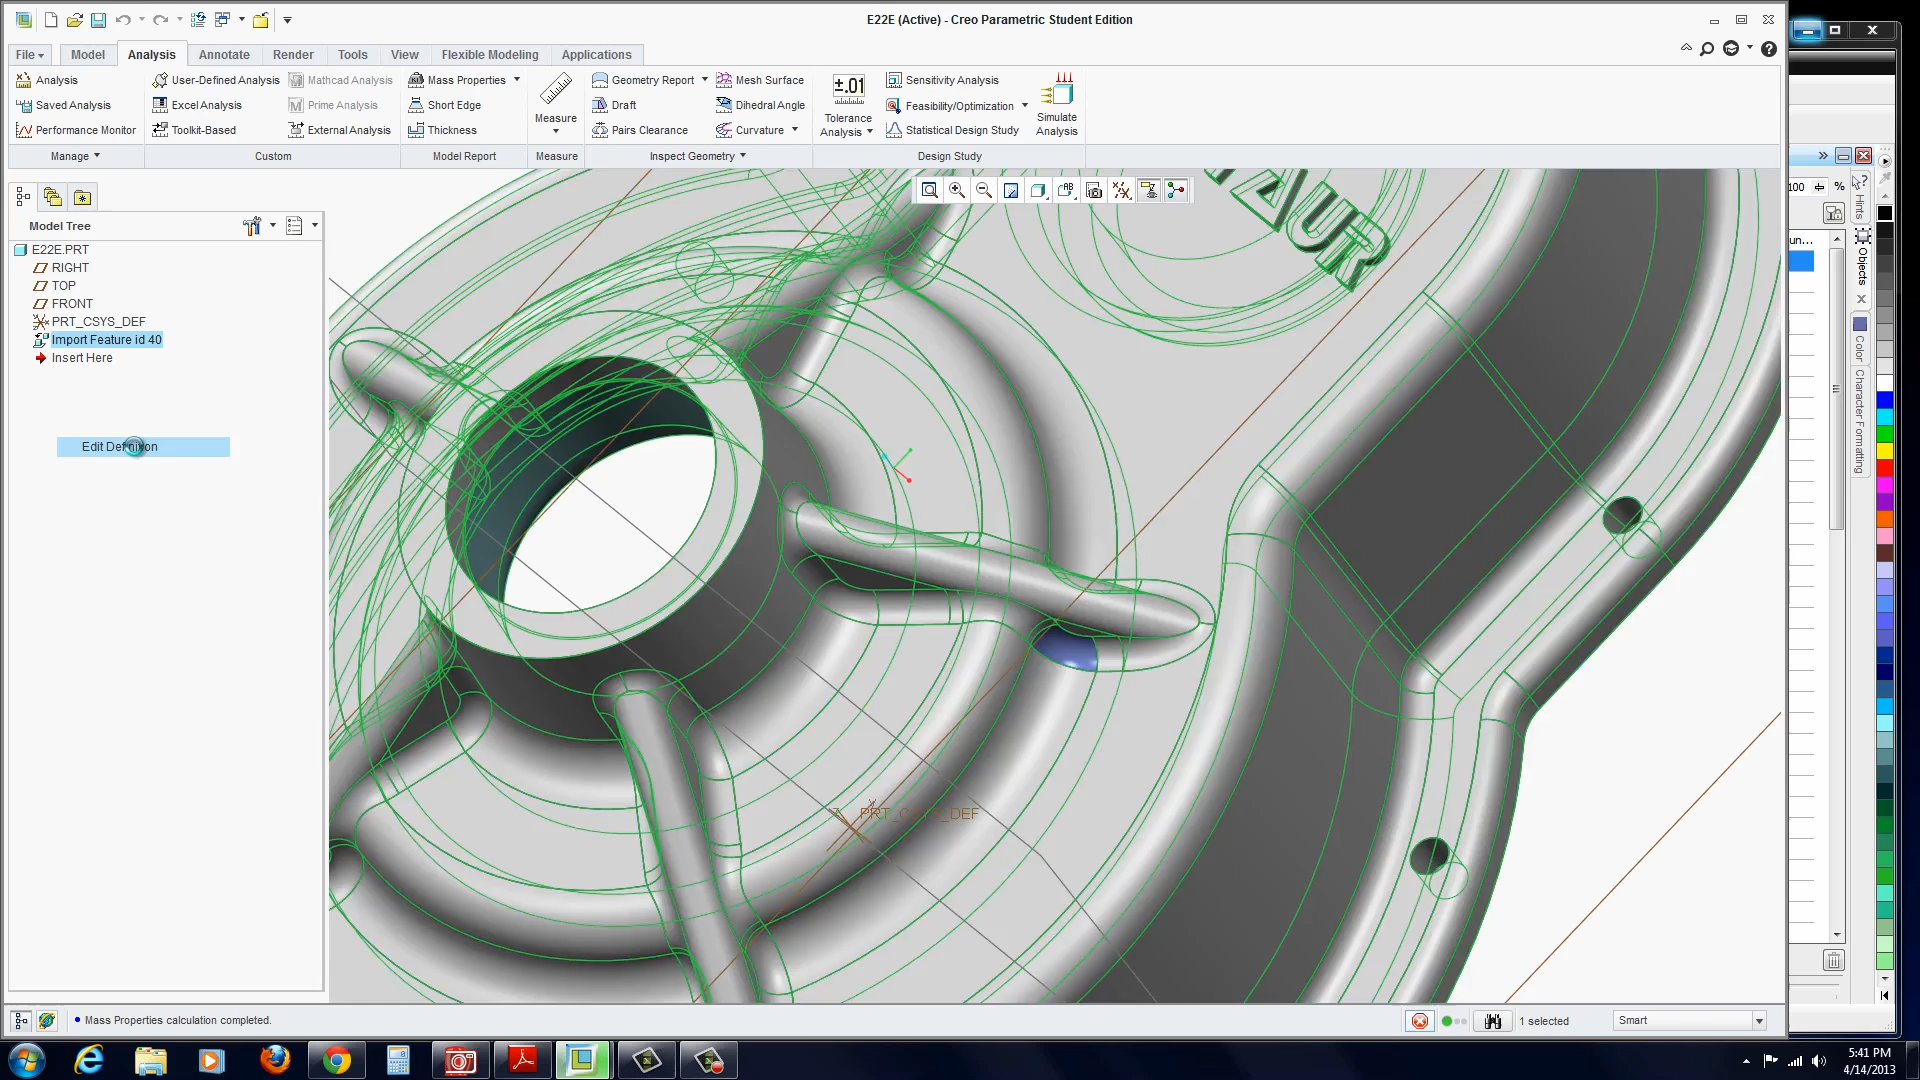 E22E (Active) - Creo Parametric Student Edition
File
Model
Analysis
Annotate
Render
Tools
View
Flexible Modeling
Applications
Analysis
Saved Analysis
Performance Monitor
Manage
User-Defined Analysis
Excel Analysis
Toolkit-Based
Mathcad Analysis
Prime Analysis
External Analysis
Custom
Mass Properties
Short Edge
Thickness
Model Report
Measure
Measure
Geometry Report
Draft
Pairs Clearance
Mesh Surface
Dihedral Angle
Curvature
Inspect Geometry
±.01
Tolerance
Analysis
Sensitivity Analysis
Feasibility/Optimization
Statistical Design Study
Simulate
Analysis
Design Study
Model Tree
E22E.PRT
RIGHT
TOP
FRONT
PRT_CSYS_DEF
Import Feature id 40
Insert Here
Edit Definition
PRT_CSYS_DEF
100
%
Hints
Objects
Color
Character Formatting
Mass Properties calculation completed.
1 selected
Smart
5:41 PM
4/14/2013